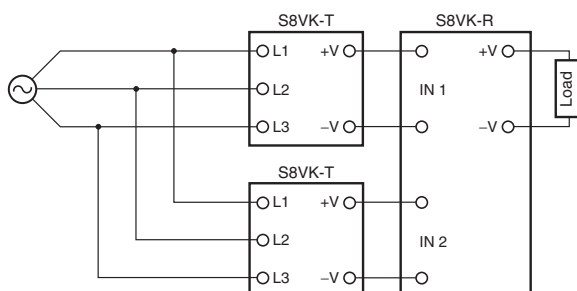 S8VK-T
S8VK-R
L1
+V
+V
L2
IN 1
Load
L3
−V
−V
S8VK-T
L1
+V
L2
IN 2
L3
−V